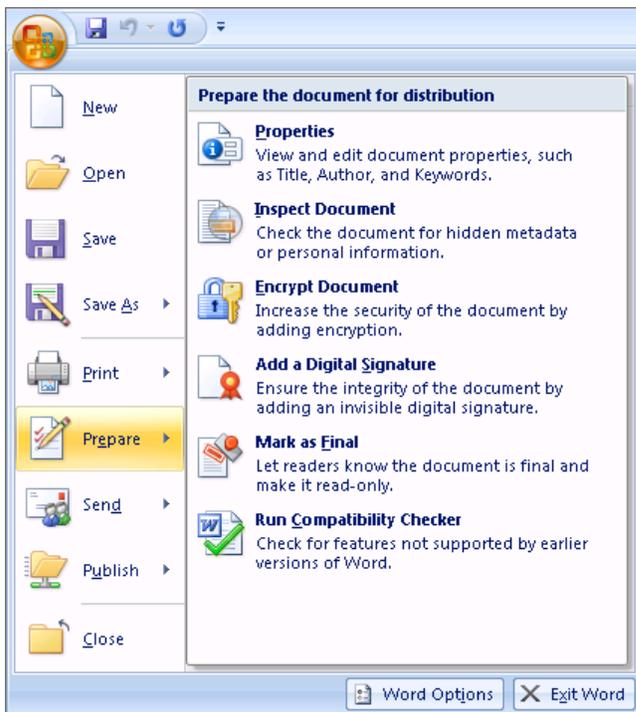 New
Open
Save
Save As
Print
Prepare
Send
Publish
Close
Prepare the document for distribution
Properties
View and edit document properties, such
as Title, Author, and Keywords.
Inspect Document
Check the document for hidden metadata
or personal information.
Encrypt Document
Increase the security of the document by
adding encryption.
Add a Digital Signature
Ensure the integrity of the document by
adding an invisible digital signature.
Mark as Final
Let readers know the document is final and
make it read-only.
Run Compatibility Checker
Check for features not supported by earlier
versions of Word.
Word Options
Exit Word